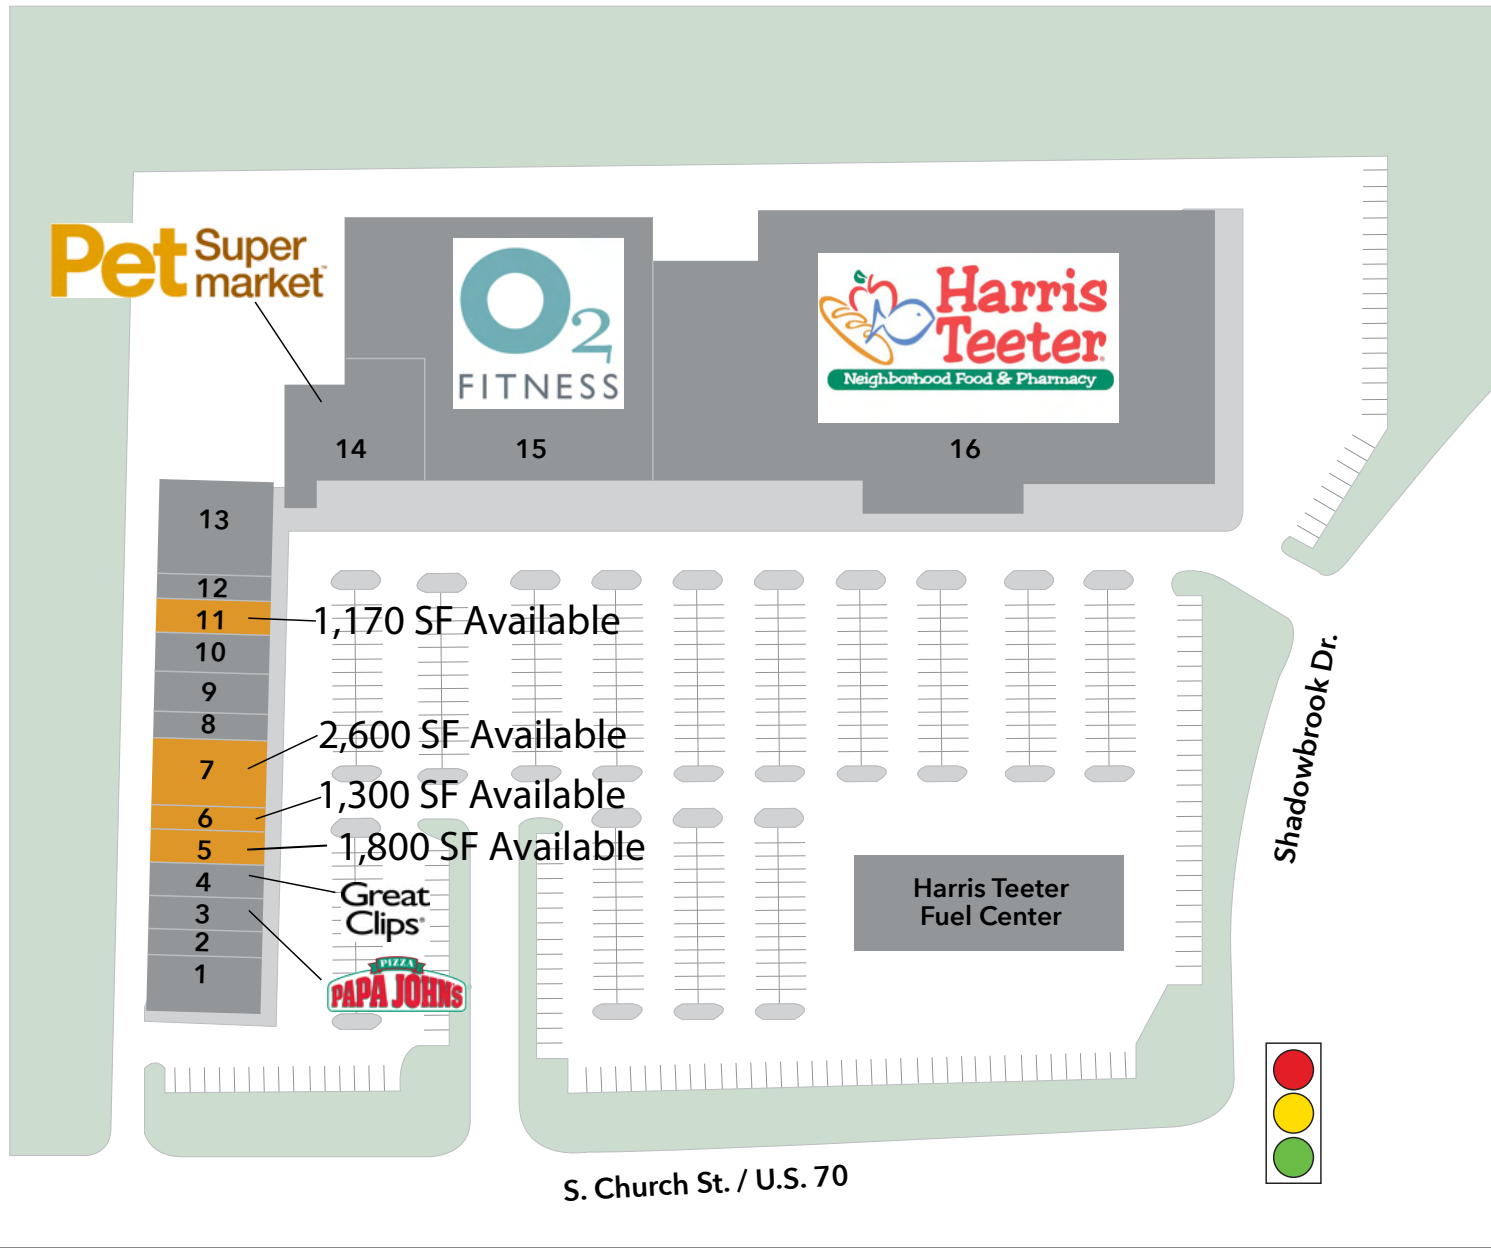 Pet Super market™
O2
FITNESS
Harris
Teeter®
Neighborhood Food & Pharmacy
14
15
16
13
12
11
1,170 SF Available
10
9
8
7
2,600 SF Available
6
1,300 SF Available
5
1,800 SF Available
4
Great
Clips®
3
2
1
PIZZA
PAPA JOHNS
Harris Teeter
Fuel Center
Shadowbrook Dr.
S. Church St. / U.S. 70